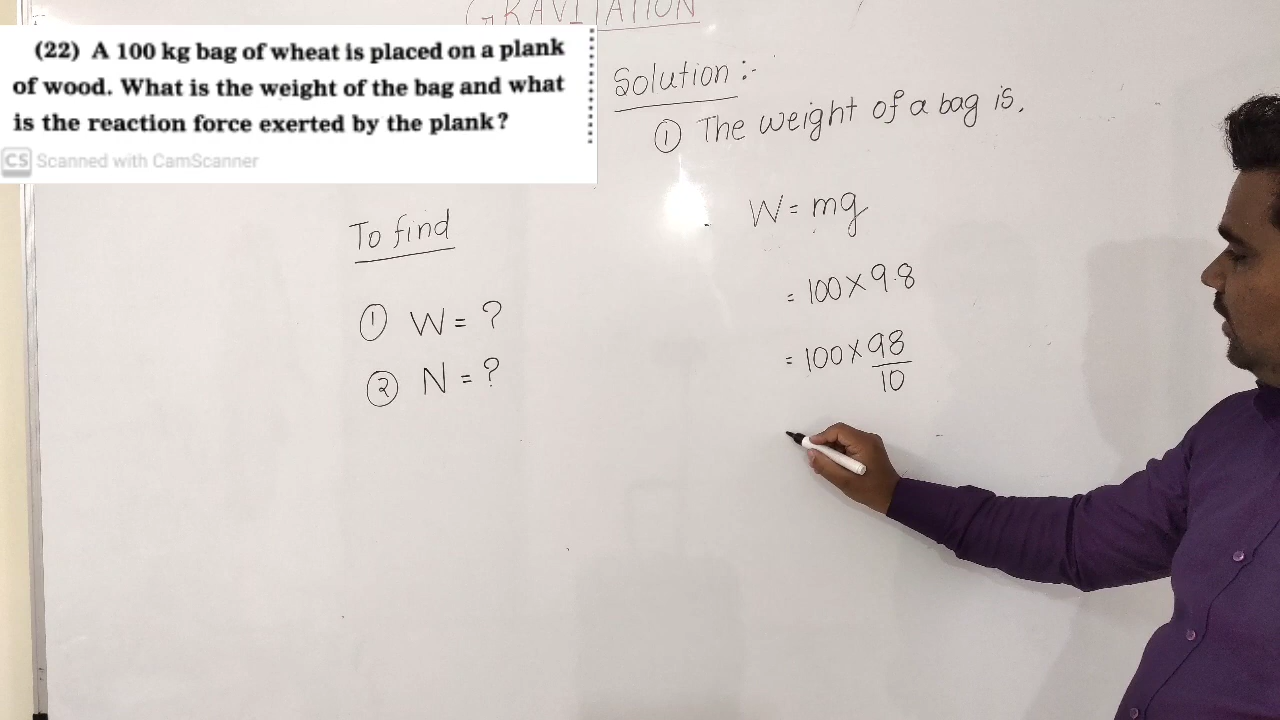 GRAVITATION
(22) A 100 kg bag of wheat is placed on a plank
of wood. What is the weight of the bag and what
is the reaction force exerted by the plank?
CS Scanned with CamScanner
To find
① W = ?
② N = ?
Solution :-
① The weight of a bag is,
W = mg
= 100 × 9.8
= 100 × 98/10